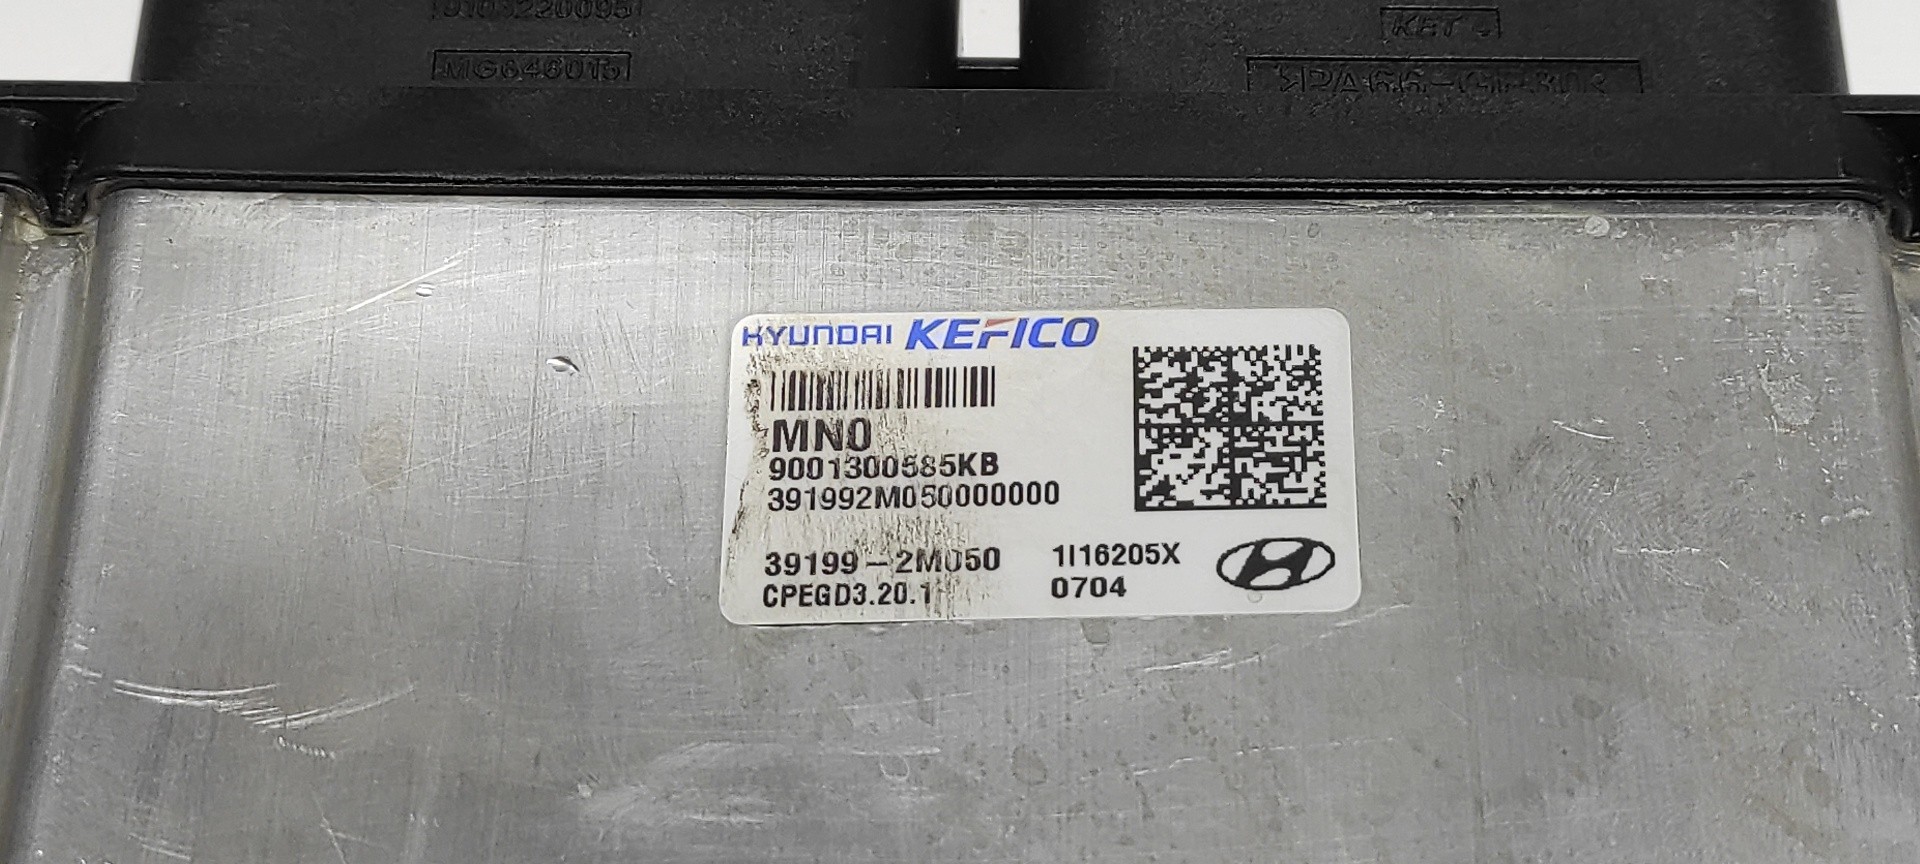 MG646015
KET
HYUNDAI KEFICO
MN0
9001300585KB
391992M050000000
39199-2M050
1I16205X
CPEGD3.20.1
0704